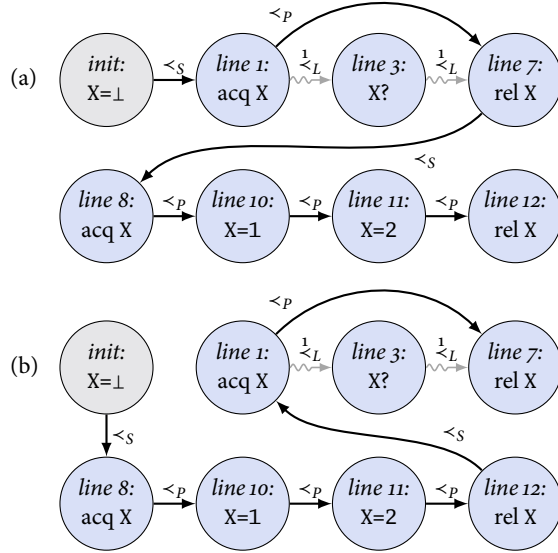 ≺P
(a)
init:
X=⊥
≺S
line 1:
acq X
1
≺L
line 3:
X?
1
≺L
line 7:
rel X
≺S
line 8:
acq X
≺P
line 10:
X=1
≺P
line 11:
X=2
≺P
line 12:
rel X
≺P
(b)
init:
X=⊥
line 1:
acq X
1
≺L
line 3:
X?
1
≺L
line 7:
rel X
≺S
≺S
line 8:
acq X
≺P
line 10:
X=1
≺P
line 11:
X=2
≺P
line 12:
rel X